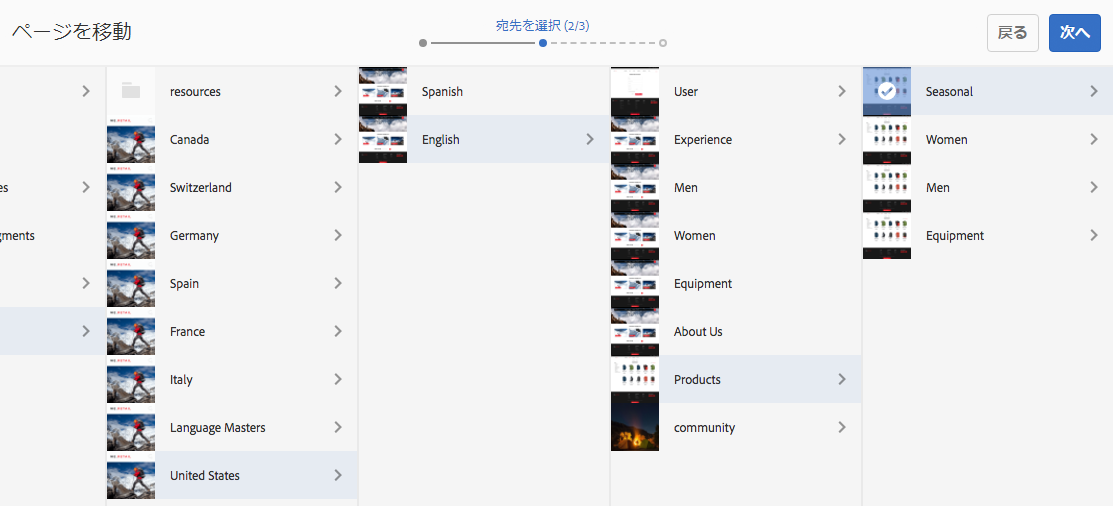 ページを移動
宛先を選択 (2/3)
戻る
次へ
es
gments
resources
Canada
Switzerland
Germany
Spain
France
Italy
Language Masters
United States
Spanish
English
User
Experience
Men
Women
Equipment
About Us
Products
community
Seasonal
Women
Men
Equipment